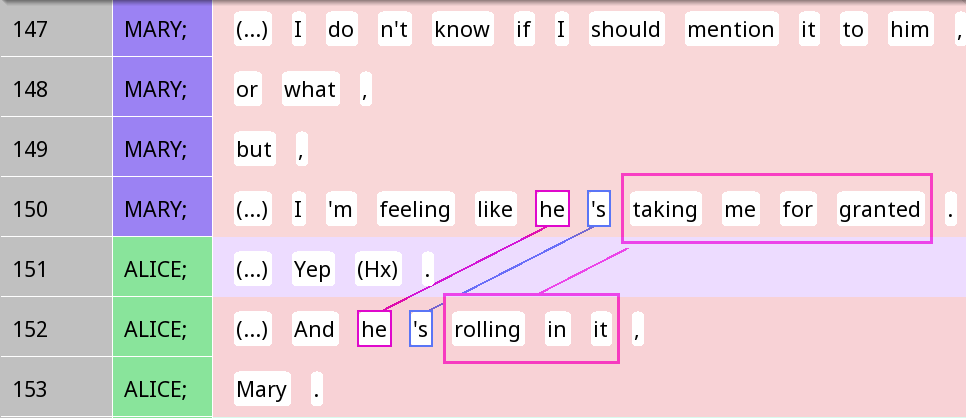 147 MARY; (...) I do n't know if I should mention it to him ,
148 MARY; or what ,
149 MARY; but ,
150 MARY; (...) I 'm feeling like he 's taking me for granted .
151 ALICE; (...) Yep (Hx) .
152 ALICE; (...) And he 's rolling in it ,
153 ALICE; Mary .